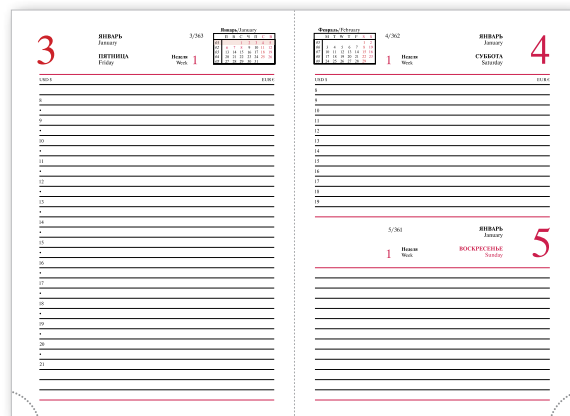 3
ЯНВАРЬ
January
ПЯТНИЦА
Friday
3/363
Неделя
Week
1
Январь/January
USD $ EUR €
8
•
9
•
10
•
11
•
12
•
13
•
14
•
15
•
16
•
17
•
18
•
19
•
20
•
21
Февраль/February
M T W T F S S
4/362
1
Неделя
Week
ЯНВАРЬ
January
СУББОТА
Saturday
4
USD $ EUR €
8
9
10
11
12
13
14
15
16
17
18
19
5/361
1
Неделя
Week
ЯНВАРЬ
January
ВОСКРЕСЕНЬЕ
Sunday
5